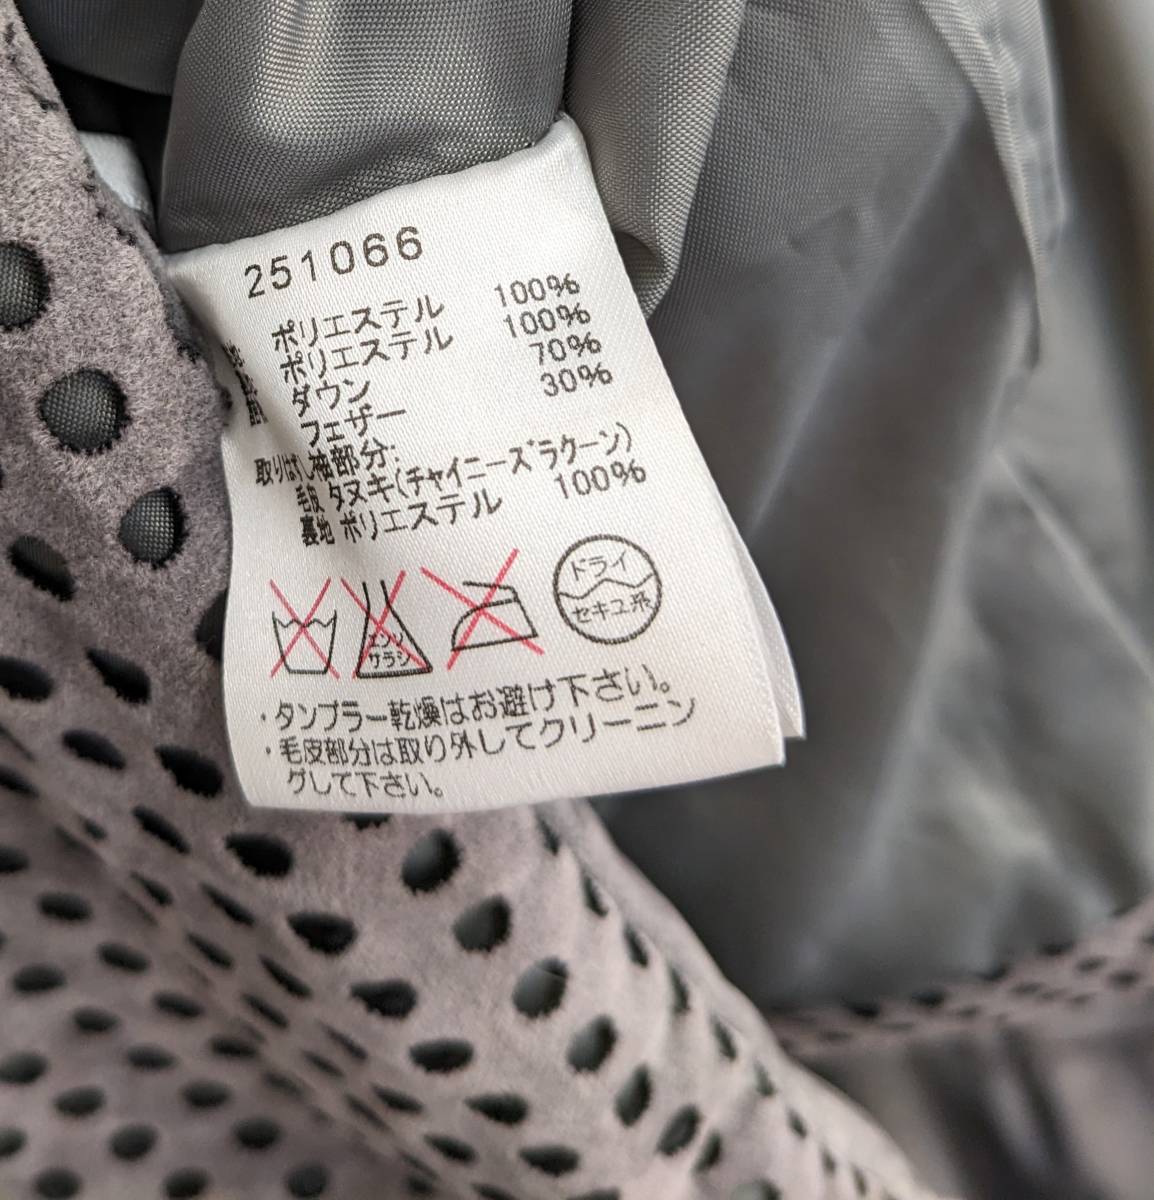 251066
ポリエステル 100%
ポリエステル 100%
ダウン 70%
フェザー 30%
取りはずし袖部分:
毛皮 タヌキ(チャイニーズラクーン)
裏地 ポリエステル 100%
エンソ
サラシ
ドライ
セキユ系
・タンブラー乾燥はお避け下さい。
・毛皮部分は取り外してクリーニン
グして下さい。